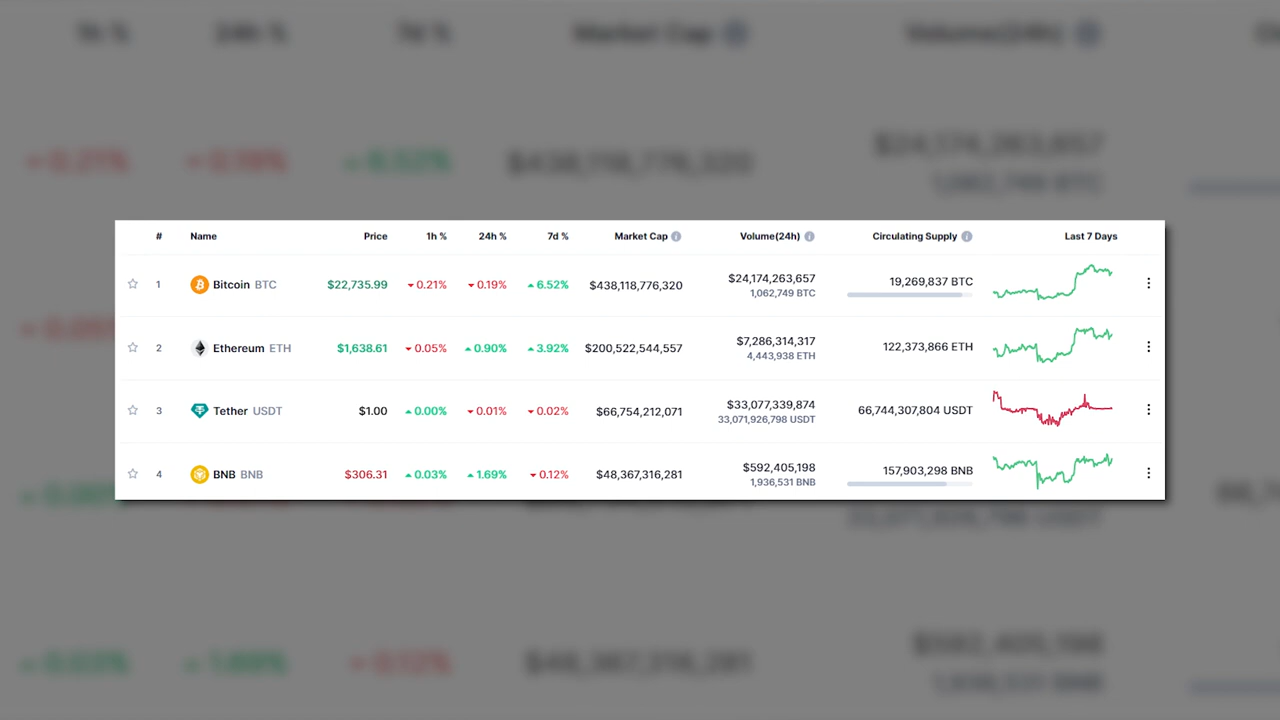 # Name Price 1h % 24h % 7d % Market Cap Volume(24h) Circulating Supply Last 7 Days
1 Bitcoin BTC $22,735.99 0.21% 0.19% 6.52% $438,118,776,320 $24,174,263,657 19,269,837 BTC
1,062,749 BTC
2 Ethereum ETH $1,638.61 0.05% 0.90% 3.92% $200,522,544,557 $7,286,314,317 122,373,866 ETH
4,443,938 ETH
3 Tether USDT $1.00 0.00% 0.01% 0.02% $66,754,212,071 $33,077,339,874 66,744,307,804 USDT
33,071,926,798 USDT
4 BNB BNB $306.31 0.03% 1.69% 0.12% $48,367,316,281 $592,405,198 157,903,298 BNB
1,936,531 BNB